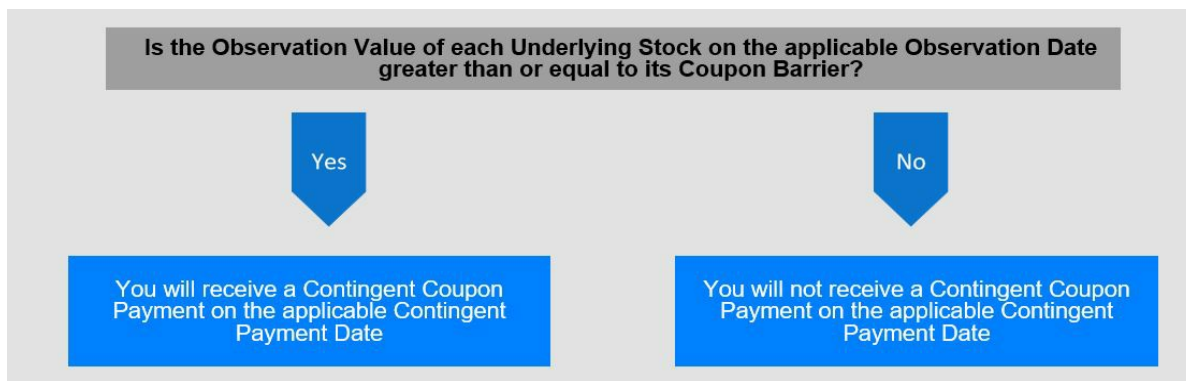 Is the Observation Value of each Underlying Stock on the applicable Observation Date
greater than or equal to its Coupon Barrier?
Yes
No
You will receive a Contingent Coupon
Payment on the applicable Contingent
Payment Date
You will not receive a Contingent Coupon
Payment on the applicable Contingent
Payment Date